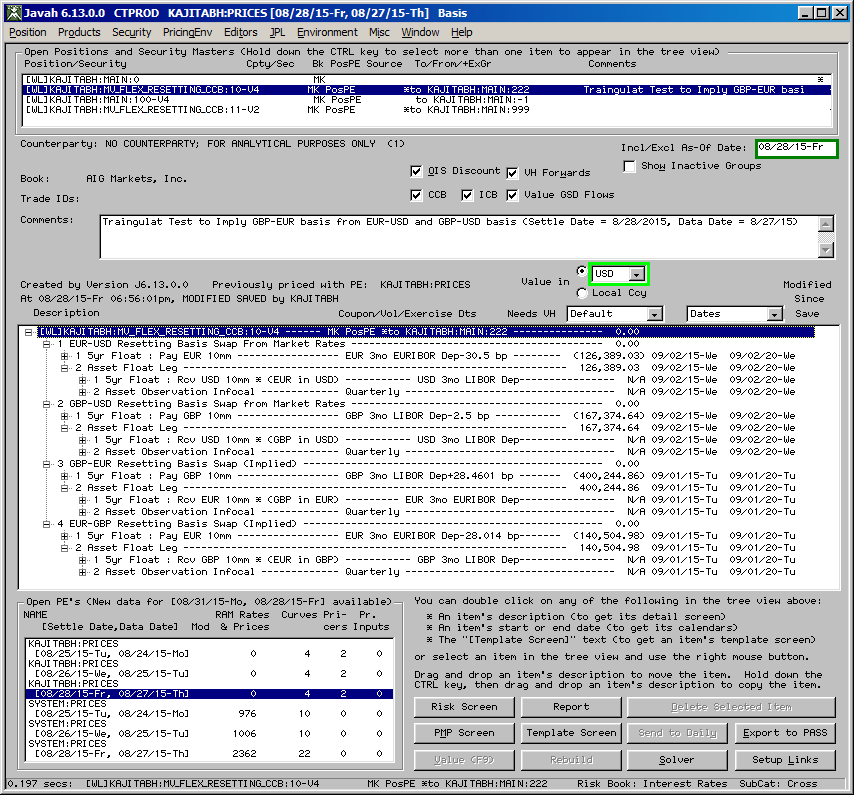 Javah 6.13.0.0 CTPROD KAJITABH:PRICES [08/28/15-Fr, 08/27/15-Th] Basis
Position Products Security PricingEnv Editors JPL Environment Misc Window Help
Open Positions and Security Masters (Hold down the CTRL key to select more than one item to appear in the tree view)
Position/Security Cpty/Sec Bk PosPE Source To/From/+ExGr Comments
[WL]KAJITABH:MAIN:0 MK *
[WL]KAJITABH:MV_FLEX_RESETTING_CCB:10-V4 MK PosPE *to KAJITABH:MAIN:222 Traingulat Test to Imply GBP-EUR basi
[WL]KAJITABH:MAIN:100-V4 MK PosPE to KAJITABH:MAIN:-1
[WL]KAJITABH:MV_FLEX_RESETTING_CCB:11-V2 MK PosPE *to KAJITABH:MAIN:999
Counterparty: NO COUNTERPARTY; FOR ANALYTICAL PURPOSES ONLY (1)
Incl/Excl As-Of Date: 08/28/15-Fr
Show Inactive Groups
OIS Discount VH Forwards
Book: AIG Markets, Inc.
CCB ICB Value GSD Flows
Trade IDs:
Comments: Traingulat Test to Imply GBP-EUR basis from EUR-USD and GBP-USD basis (Settle Date = 8/28/2015, Data Date = 8/27/15)
Value in USD
Local Ccy
Created by Version J6.13.0.0 Previously priced with PE: KAJITABH:PRICES
At 08/28/15-Fr 06:56:01pm, MODIFIED SAVED by KAJITABH
Modified Since Save
Description Coupon/Vol/Exercise Dts Needs VH Default Dates
[WL]KAJITABH:MV_FLEX_RESETTING_CCB:10-V4 ------ MK PosPE *to KAJITABH:MAIN:222 --------------- 0.00
1 EUR-USD Resetting Basis Swap From Market Rates -------------------------------------- 0.00
1 5yr Float : Pay EUR 10mm ---------------- EUR 3mo EURIBOR Dep-30.5 bp --------- (126,389.03) 09/02/15-We 09/02/20-We
2 Asset Float Leg ------------------------------------------------------------ 126,389.03 09/02/15-We 09/02/20-We
1 5yr Float : Rcv USD 10mm * (EUR in USD) ---------- USD 3mo LIBOR Dep---------------- N/A 09/02/15-We 09/02/20-We
2 Asset Observation Infocal ------------ Quarterly ---------------------------------- N/A 09/02/15-We 09/02/20-We
2 GBP-USD Resetting Basis Swap from Market Rates -------------------------------------- 0.00
1 5yr Float : Pay GBP 10mm ---------------- GBP 3mo LIBOR Dep-2.5 bp ------------ (167,374.64) 09/02/15-We 09/02/20-We
2 Asset Float Leg ------------------------------------------------------------ 167,374.64 09/02/15-We 09/02/20-We
1 5yr Float : Rcv USD 10mm * (GBP in USD) ---------- USD 3mo LIBOR Dep---------------- N/A 09/02/15-We 09/02/20-We
2 Asset Observation Infocal ------------ Quarterly ---------------------------------- N/A 09/02/15-We 09/02/20-We
3 GBP-EUR Resetting Basis Swap (Implied) ---------------------------------------------- 0.00
1 5yr Float : Pay GBP 10mm ---------------- GBP 3mo LIBOR Dep+28.4601 bp -------- (400,244.86) 09/01/15-Tu 09/01/20-Tu
2 Asset Float Leg ------------------------------------------------------------ 400,244.86 09/01/15-Tu 09/01/20-Tu
1 5yr Float : Rcv EUR 10mm * (GBP in EUR) --------- EUR 3mo EURIBOR Dep--------------- N/A 09/01/15-Tu 09/01/20-Tu
2 Asset Observation Infocal ------------ Quarterly ---------------------------------- N/A 09/01/15-Tu 09/01/20-Tu
4 EUR-GBP Resetting Basis Swap (Implied) ---------------------------------------------- 0.00
1 5yr Float : Pay EUR 10mm ---------------- EUR 3mo EURIBOR Dep-28.014 bp ------- (140,504.98) 09/01/15-Tu 09/01/20-Tu
2 Asset Float Leg ------------------------------------------------------------ 140,504.98 09/01/15-Tu 09/01/20-Tu
1 5yr Float : Rcv GBP 10mm * (EUR in GBP) ---------- GBP 3mo LIBOR Dep---------------- N/A 09/01/15-Tu 09/01/20-Tu
2 Asset Observation Infocal ------------ Quarterly ---------------------------------- N/A 09/01/15-Tu 09/01/20-Tu
Open PE's (New data for [08/31/15-Mo, 08/28/15-Fr] available)
NAME RAM Rates Curves Pri- Pr.
[Settle Date,Data Date] Mod & Prices cers Inputs
KAJITABH:PRICES
[08/25/15-Tu, 08/24/15-Mo] 0 4 2 0
KAJITABH:PRICES
[08/26/15-We, 08/25/15-Tu] 0 4 2 0
KAJITABH:PRICES
[08/28/15-Fr, 08/27/15-Th] 0 4 2 0
SYSTEM:PRICES
[08/25/15-Tu, 08/24/15-Mo] 976 10 0 0
SYSTEM:PRICES
[08/26/15-We, 08/25/15-Tu] 1006 10 0 0
SYSTEM:PRICES
[08/28/15-Fr, 08/27/15-Th] 2362 22 0 0
You can double click on any of the following in the tree view above:
* An item's description (to get its detail screen)
* An item's start or end date (to get its calendars)
* The "[Template Screen]" text (to get an item's template screen)
or select an item in the tree view and use the right mouse button.
Drag and drop an item's description to move the item. Hold down the
CTRL key, then drag and drop an item's description to copy the item.
Risk Screen Report Delete Selected Item
PMP Screen Template Screen Send to Daily Export to PASS
Value (F9) Rebuild Solver Setup Links
0.197 secs: [WL]KAJITABH:MV_FLEX_RESETTING_CCB:10-V4 MK PosPE *to KAJITABH:MAIN:222 Risk Book: Interest Rates SubCat: Cross